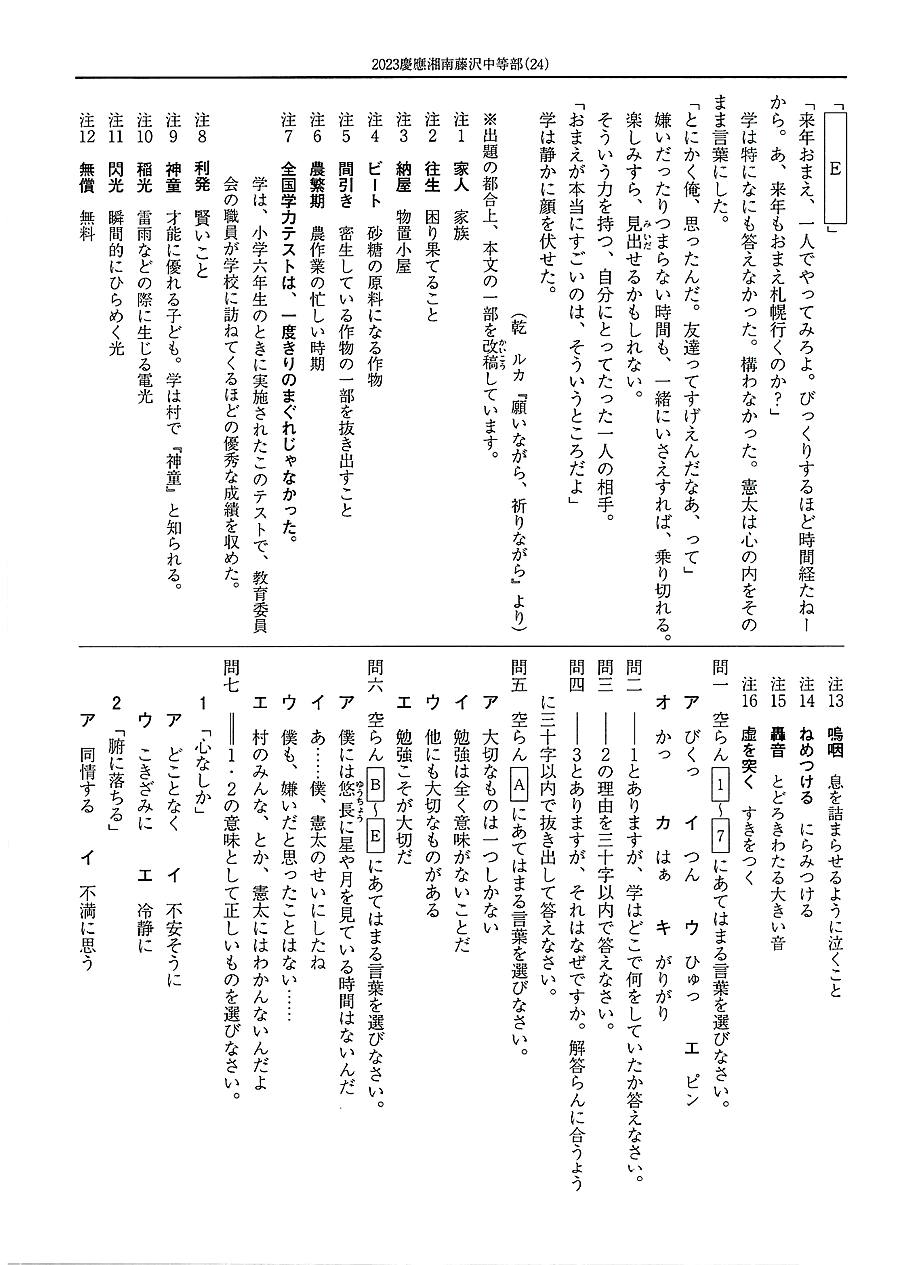 2023慶應湘南藤沢中等部(24)
「 E 」
「来年おまえ、一人でやってみろよ。びっくりするほど時間経たねー
から。あ、来年もおまえ札幌行くのか？」
学は特になにも答えなかった。構わなかった。憲太は心の内をその
まま言葉にした。
「とにかく俺、思ったんだ。友達ってすげえんだなあ、って」
嫌いだったりつまらない時間も、一緒にいさえすれば、乗り切れる。
楽しみすら、見出せるかもしれない。
みいだ
そういう力を持つ、自分にとってたった一人の相手。
「おまえが本当にすごいのは、そういうところだよ」
学は静かに顔を伏せた。
（乾 ルカ『願いながら、祈りながら』より）
※出題の都合上、本文の一部を改稿しています。
かいこう
注1 家人 家族
注2 往生 困り果てること
注3 納屋 物置小屋
注4 ビート 砂糖の原料になる作物
注5 間引き 密生している作物の一部を抜き出すこと
注6 農繁期 農作業の忙しい時期
注7 全国学力テストは、一度きりのまぐれじゃなかった。
学は、小学六年生のときに実施されたこのテストで、教育委員
会の職員が学校に訪ねてくるほどの優秀な成績を収めた。
注8 利発 賢いこと
注9 神童 才能に優れる子ども。学は村で『神童』と知られる。
注10 稲光 雷雨などの際に生じる電光
注11 閃光 瞬間的にひらめく光
注12 無償 無料
注13 嗚咽 息を詰まらせるように泣くこと
注14 ねめつける にらみつける
注15 轟音 とどろきわたる大きい音
注16 虚を突く すきをつく
問一 空らん 1 ～ 7 にあてはまる言葉を選びなさい。
ア びくっ イ つん ウ ひゅっ エ ピン
オ かっ カ はぁ キ がりがり
問二 ――1とありますが、学はどこで何をしていたか答えなさい。
問三 ――2の理由を三十字以内で答えなさい。
問四 ――3とありますが、それはなぜですか。解答らんに合うよう
に三十字以内で抜き出して答えなさい。
問五 空らん A にあてはまる言葉を選びなさい。
ア 大切なものは一つしかない
イ 勉強は全く意味がないことだ
ウ 他にも大切なものがある
エ 勉強こそが大切だ
問六 空らん B ～ E にあてはまる言葉を選びなさい。
ア 僕には悠長に星や月を見ている時間はないんだ
ゆうちょう
イ あ……僕、憲太のせいにしたね
ウ 僕も、嫌いだと思ったことはない……
エ 村のみんな、とか、憲太にはわかんないんだよ
問七 ＝＝1・2の意味として正しいものを選びなさい。
1 「心なしか」
ア どことなく イ 不安そうに
ウ こきざみに エ 冷静に
2 「腑に落ちる」
ア 同情する イ 不満に思う